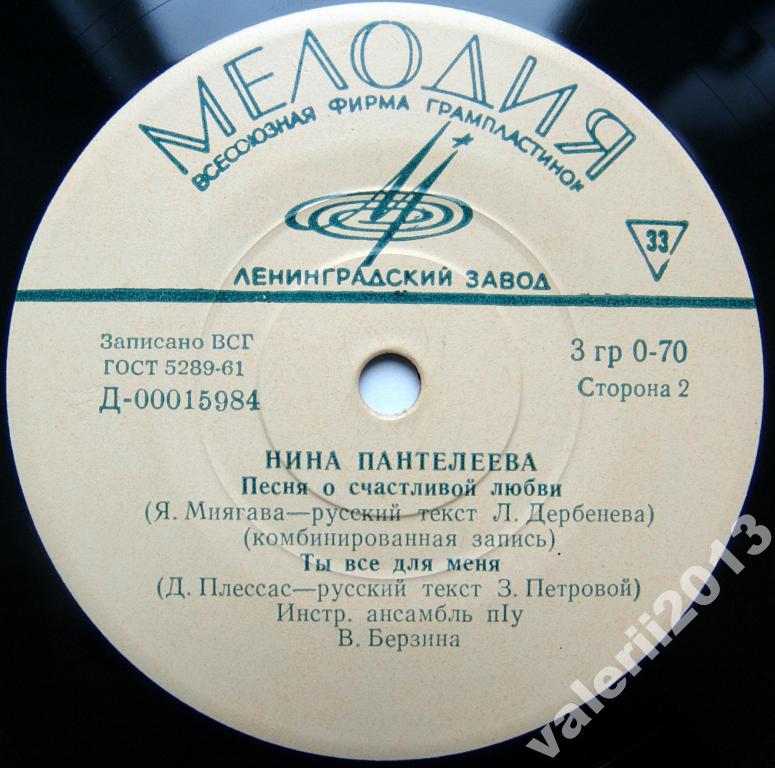 МЕЛОДИЯ
ВСЕСОЮЗНАЯ ФИРМА ГРАМПЛАСТИНОК
33
ЛЕНИНГРАДСКИЙ ЗАВОД
Записано ВСГ
ГОСТ 5289-61
Д-00015984
3 гр 0-70
Сторона 2
НИНА ПАНТЕЛЕЕВА
Песня о счастливой любви
(Я. Миягава—русский текст Л. Дербенева)
(комбинированная запись)
Ты все для меня
(Д. Плессас—русский текст З. Петровой)
Инстр. ансамбль пIу
В. Берзина
valerii2013